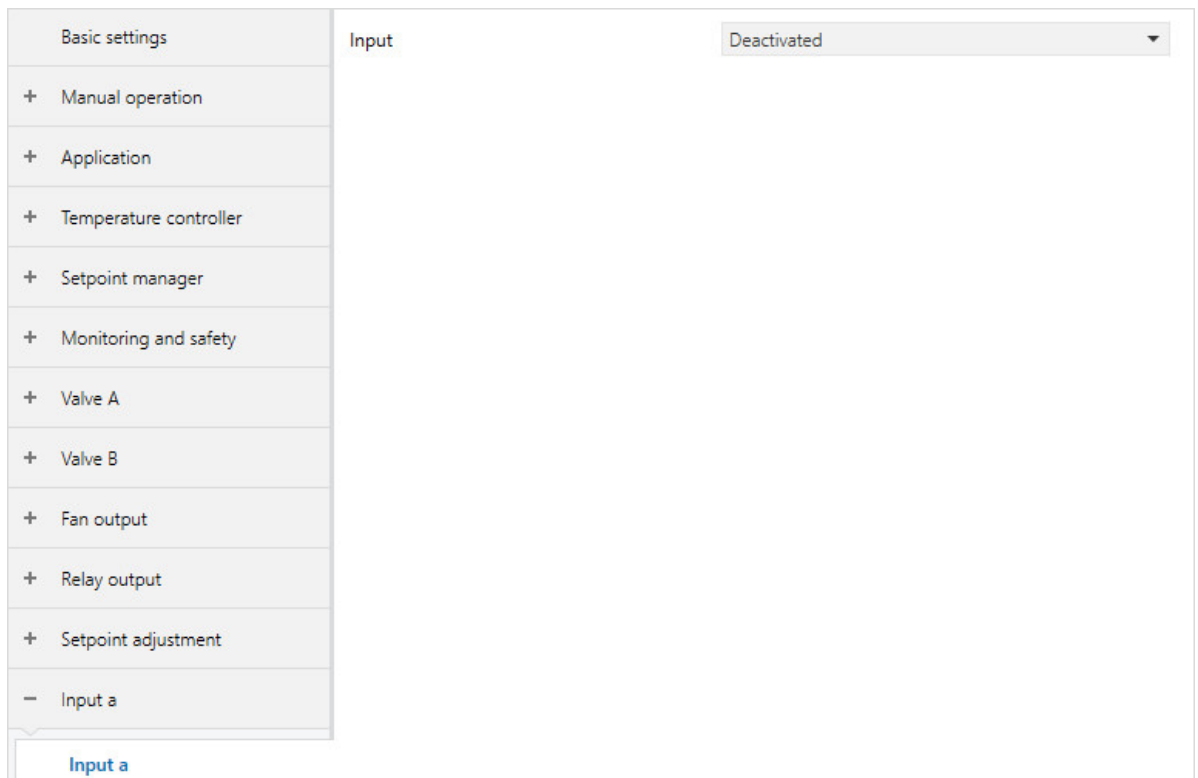 Basic settings
Input
Deactivated
+ Manual operation
+ Application
+ Temperature controller
+ Setpoint manager
+ Monitoring and safety
+ Valve A
+ Valve B
+ Fan output
+ Relay output
+ Setpoint adjustment
− Input a
Input a